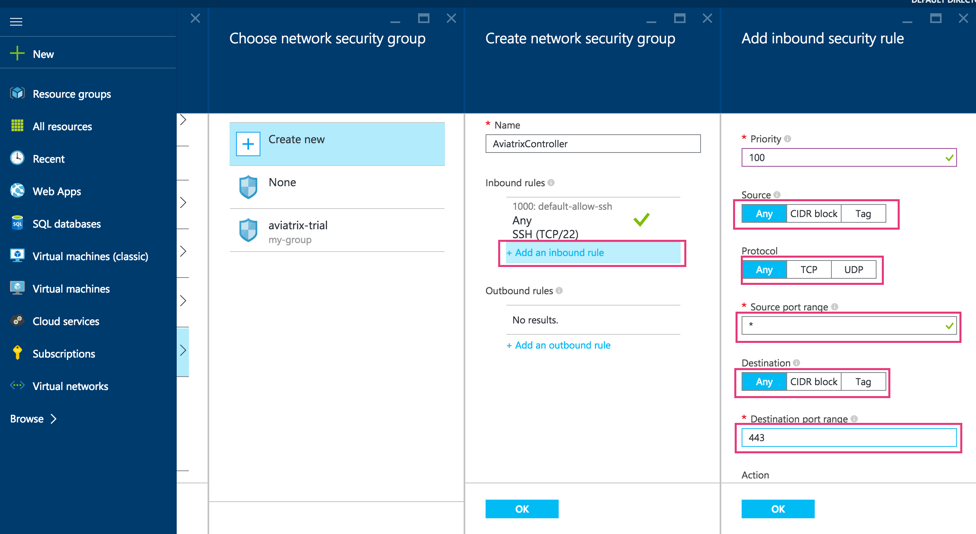 DEFAULT DIRECT
New
Resource groups
All resources
Recent
Web Apps
SQL databases
Virtual machines (classic)
Virtual machines
Cloud services
Subscriptions
Virtual networks
Browse
Choose network security group
Create new
None
aviatrix-trial
my-group
Create network security group
* Name
AviatrixController
Inbound rules
1000: default-allow-ssh
Any
SSH (TCP/22)
+ Add an inbound rule
Outbound rules
No results.
+ Add an outbound rule
OK
Add inbound security rule
* Priority
100
Source
Any CIDR block Tag
Protocol
Any TCP UDP
* Source port range
*
Destination
Any CIDR block Tag
* Destination port range
443
Action
OK